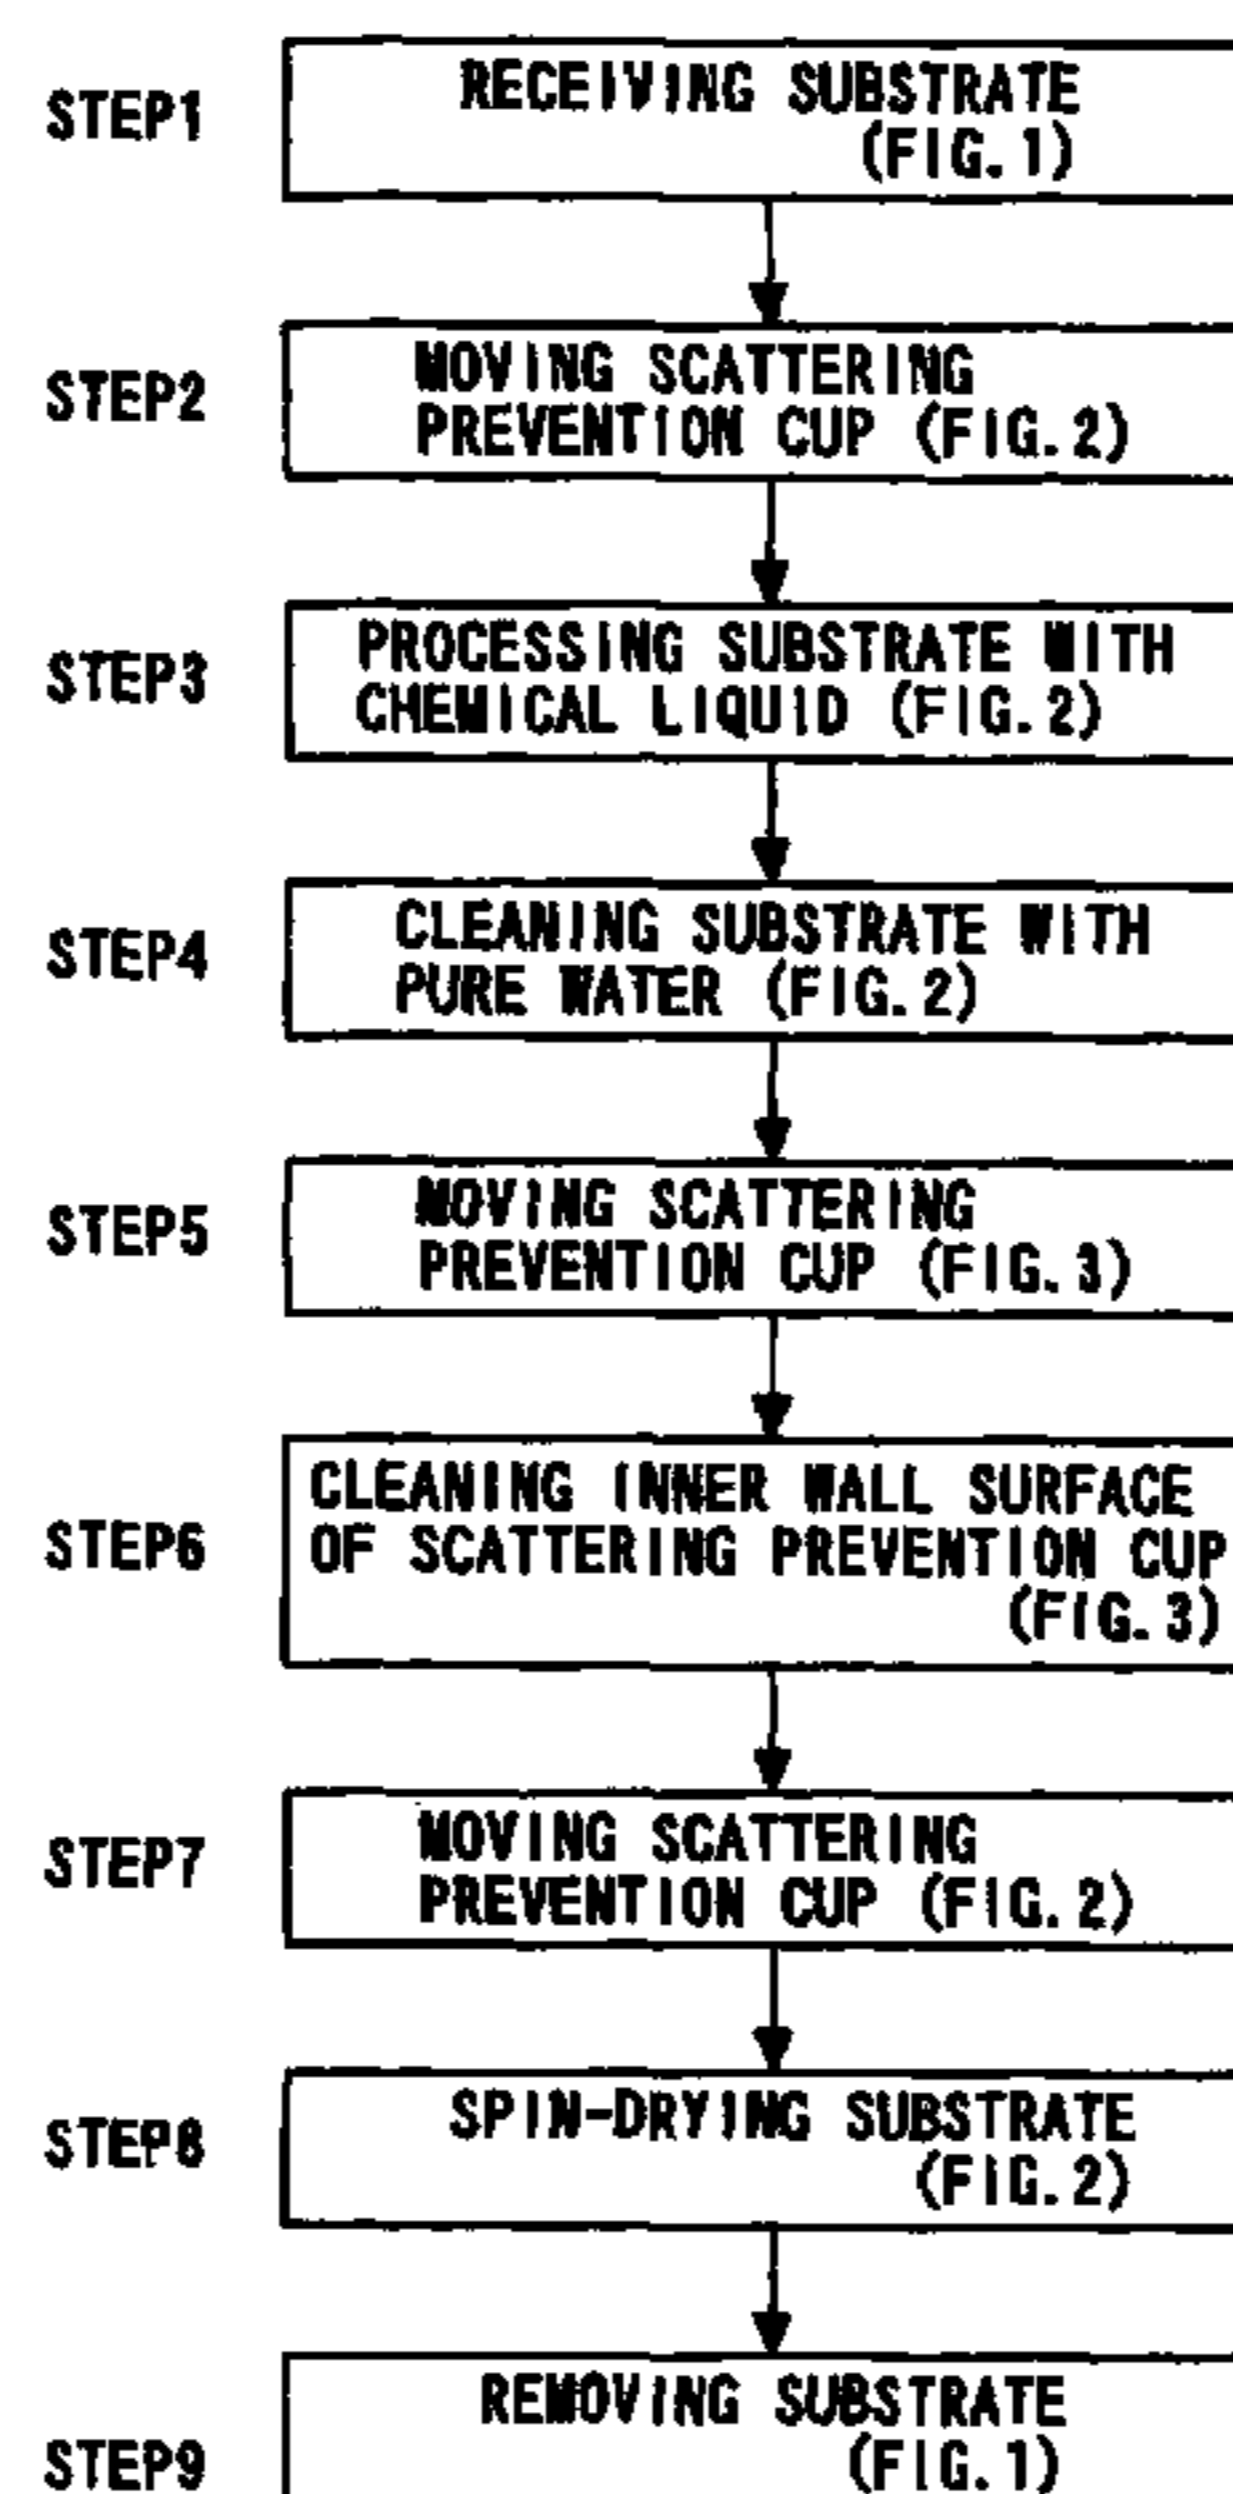 STEP1
RECEIVING SUBSTRATE
(FIG.1)
STEP2
MOVING SCATTERING
PREVENTION CUP (FIG.2)
STEP3
PROCESSING SUBSTRATE WITH
CHEMICAL LIQUID (FIG.2)
STEP4
CLEANING SUBSTRATE WITH
PURE WATER (FIG.2)
STEP5
MOVING SCATTERING
PREVENTION CUP (FIG.3)
STEP6
CLEANING INNER WALL SURFACE
OF SCATTERING PREVENTION CUP
(FIG.3)
STEP7
MOVING SCATTERING
PREVENTION CUP (FIG.2)
STEP8
SPIN-DRYING SUBSTRATE
(FIG.2)
STEP9
REMOVING SUBSTRATE
(FIG.1)